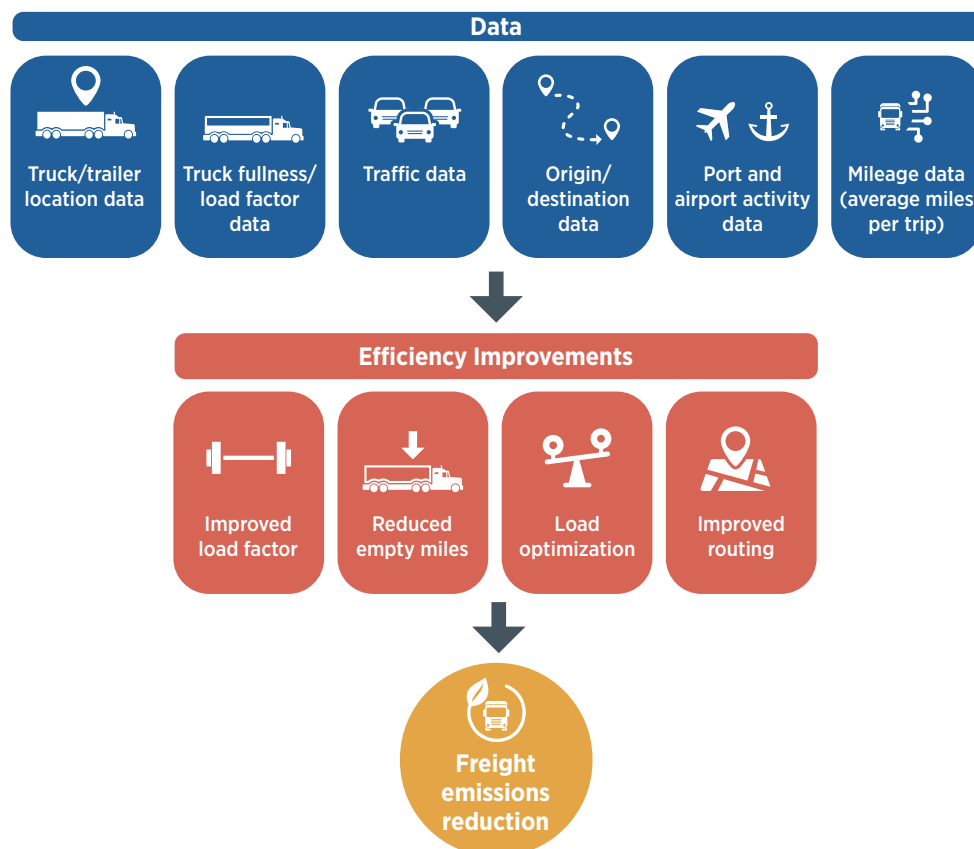 Data
Truck/trailer
location data
Truck fullness/
load factor
data
Traffic data
Origin/
destination
data
Port and
airport activity
data
Mileage data
(average miles
per trip)
Efficiency Improvements
Improved
load factor
Reduced
empty miles
Load
optimization
Improved
routing
Freight
emissions
reduction